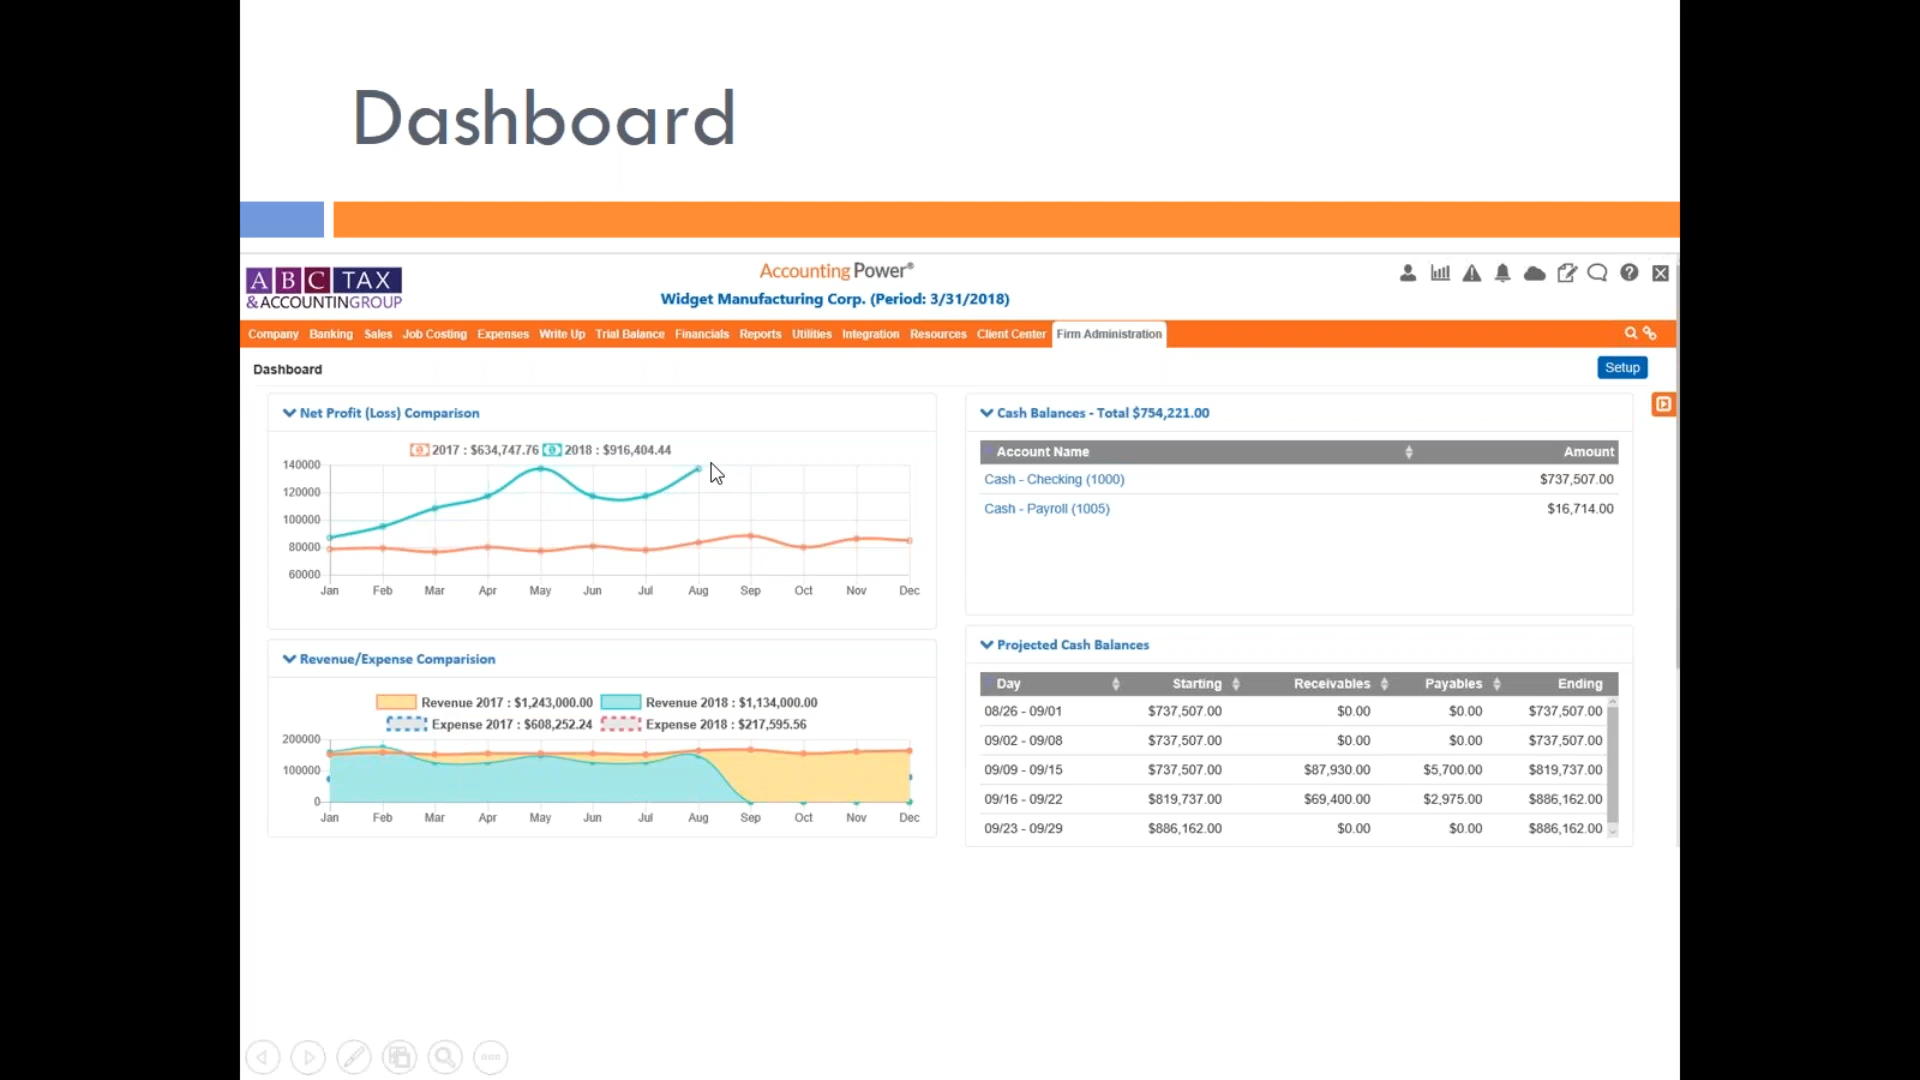 Dashboard
ABC TAX
& ACCOUNTINGGROUP
Accounting Power®
Widget Manufacturing Corp. (Period: 3/31/2018)
Company Banking Sales Job Costing Expenses Write Up Trial Balance Financials Reports Utilities Integration Resources Client Center Firm Administration
Dashboard
Setup
Net Profit (Loss) Comparison
2017 : $634,747.76 2018 : $916,404.44
140000
120000
100000
80000
60000
Jan Feb Mar Apr May Jun Jul Aug Sep Oct Nov Dec
Revenue/Expense Comparision
Revenue 2017 : $1,243,000.00 Revenue 2018 : $1,134,000.00
Expense 2017 : $608,252.24 Expense 2018 : $217,595.56
200000
100000
0
Jan Feb Mar Apr May Jun Jul Aug Sep Oct Nov Dec
Cash Balances - Total $754,221.00
Account Name Amount
Cash - Checking (1000) $737,507.00
Cash - Payroll (1005) $16,714.00
Projected Cash Balances
Day Starting Receivables Payables Ending
08/26 - 09/01 $737,507.00 $0.00 $0.00 $737,507.00
09/02 - 09/08 $737,507.00 $0.00 $0.00 $737,507.00
09/09 - 09/15 $737,507.00 $87,930.00 $5,700.00 $819,737.00
09/16 - 09/22 $819,737.00 $69,400.00 $2,975.00 $886,162.00
09/23 - 09/29 $886,162.00 $0.00 $0.00 $886,162.00